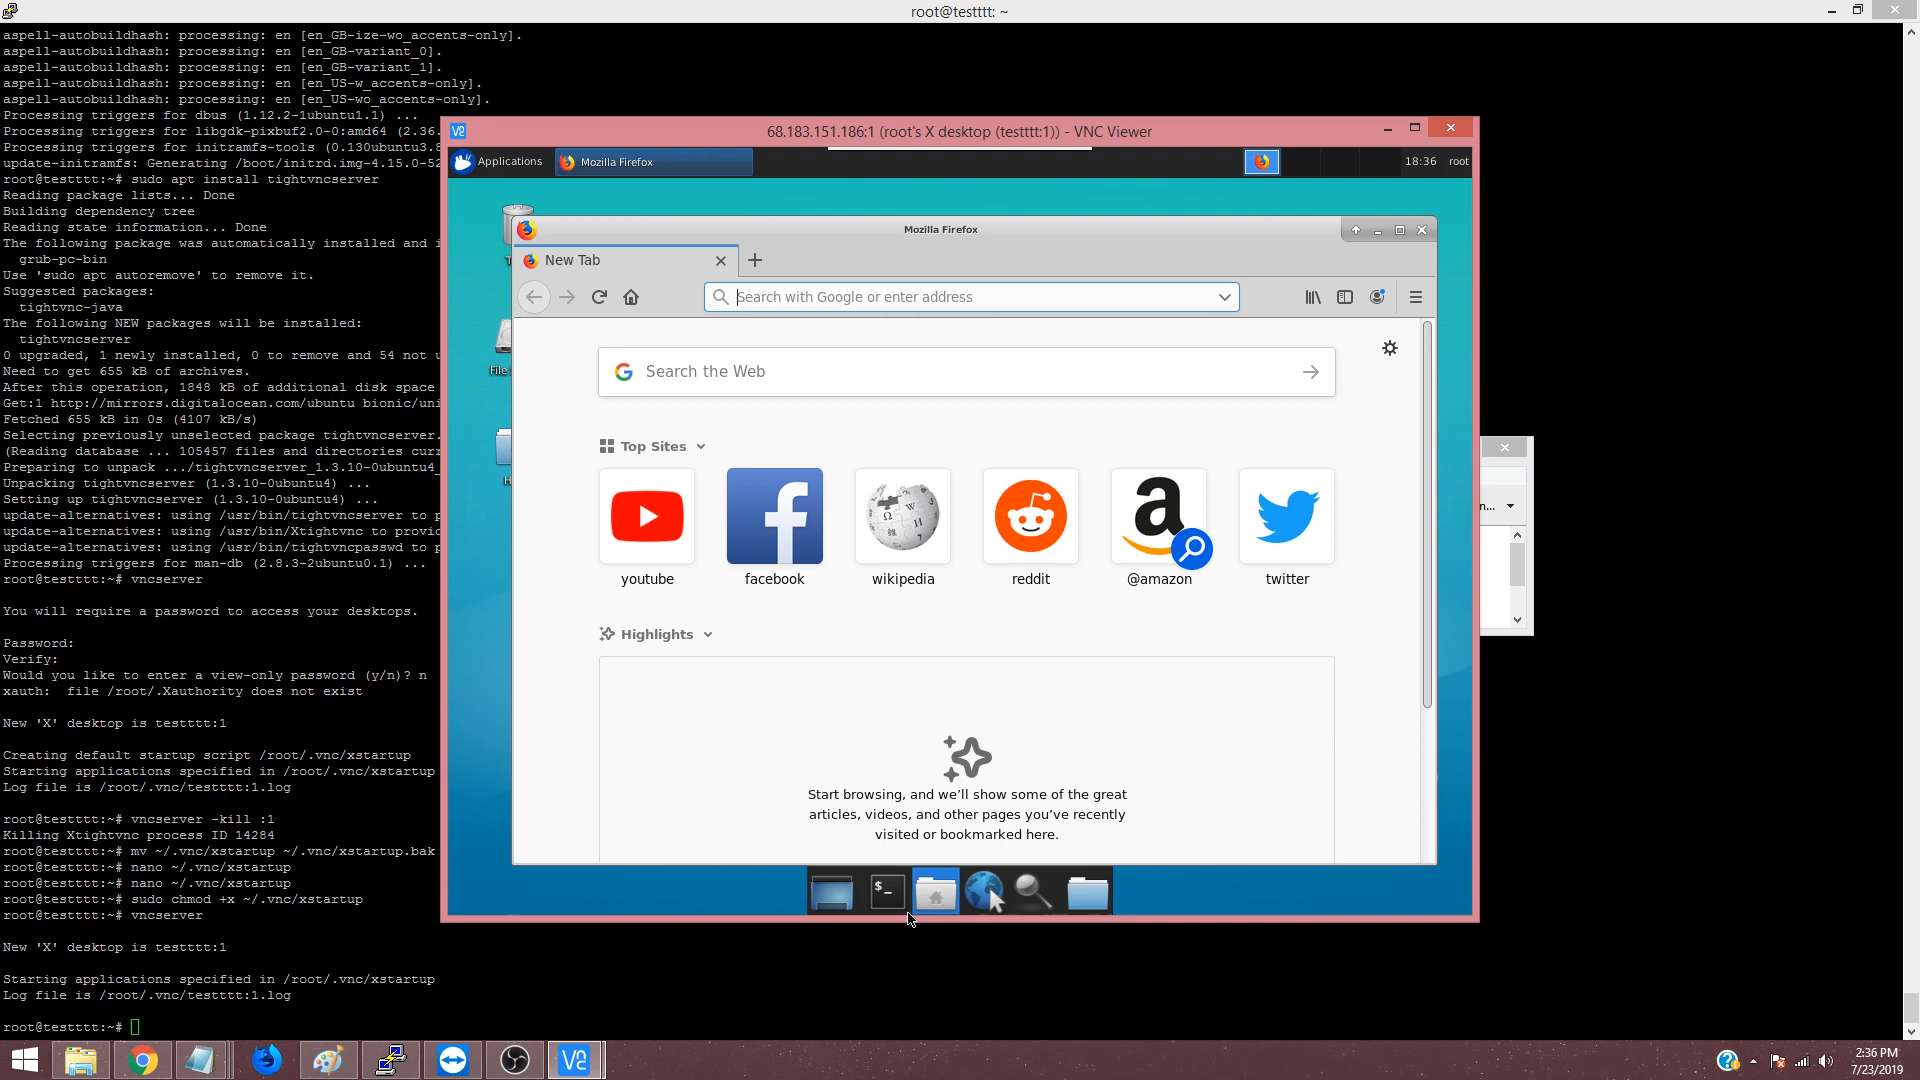 root@testttt: ~
aspell-autobuildhash: processing: en [en_GB-ize-wo_accents-only].
aspell-autobuildhash: processing: en [en_GB-variant_0].
aspell-autobuildhash: processing: en [en_GB-variant_1].
aspell-autobuildhash: processing: en [en_US-w_accents-only].
aspell-autobuildhash: processing: en [en_US-wo_accents-only].
Processing triggers for dbus (1.12.2-1ubuntu1.1) ...
Processing triggers for libgdk-pixbuf2.0-0:amd64 (2.36.
Processing triggers for initramfs-tools (0.130ubuntu3.8
update-initramfs: Generating /boot/initrd.img-4.15.0-52
root@testttt:~# sudo apt install tightvncserver
Reading package lists... Done
Building dependency tree
Reading state information... Done
The following package was automatically installed and i
grub-pc-bin
Use 'sudo apt autoremove' to remove it.
Suggested packages:
tightvnc-java
The following NEW packages will be installed:
tightvncserver
0 upgraded, 1 newly installed, 0 to remove and 54 not u
Need to get 655 kB of archives.
After this operation, 1848 kB of additional disk space
Get:1 http://mirrors.digitalocean.com/ubuntu bionic/uni
Fetched 655 kB in 0s (4107 kB/s)
Selecting previously unselected package tightvncserver.
(Reading database ... 105457 files and directories curr
Preparing to unpack .../tightvncserver_1.3.10-0ubuntu4_
Unpacking tightvncserver (1.3.10-0ubuntu4) ...
Setting up tightvncserver (1.3.10-0ubuntu4) ...
update-alternatives: using /usr/bin/tightvncserver to p
update-alternatives: using /usr/bin/Xtightvnc to provid
update-alternatives: using /usr/bin/tightvncpasswd to p
Processing triggers for man-db (2.8.3-2ubuntu0.1) ...
root@testttt:~# vncserver
You will require a password to access your desktops.
Password:
Verify:
Would you like to enter a view-only password (y/n)? n
xauth:  file /root/.Xauthority does not exist
New 'X' desktop is testttt:1
Creating default startup script /root/.vnc/xstartup
Starting applications specified in /root/.vnc/xstartup
Log file is /root/.vnc/testttt:1.log
root@testttt:~# vncserver -kill :1
Killing Xtightvnc process ID 14284
root@testttt:~# mv ~/.vnc/xstartup ~/.vnc/xstartup.bak
root@testttt:~# nano ~/.vnc/xstartup
root@testttt:~# nano ~/.vnc/xstartup
root@testttt:~# sudo chmod +x ~/.vnc/xstartup
root@testttt:~# vncserver
New 'X' desktop is testttt:1
Starting applications specified in /root/.vnc/xstartup
Log file is /root/.vnc/testttt:1.log
root@testttt:~#
68.183.151.186:1 (root's X desktop (testttt:1)) - VNC Viewer
Applications
Mozilla Firefox
18:36
root
Mozilla Firefox
New Tab
Search with Google or enter address
Search the Web
Top Sites
youtube
facebook
wikipedia
reddit
@amazon
twitter
Highlights
Start browsing, and we'll show some of the great
articles, videos, and other pages you've recently
visited or bookmarked here.
File
n...
2:36 PM
7/23/2019